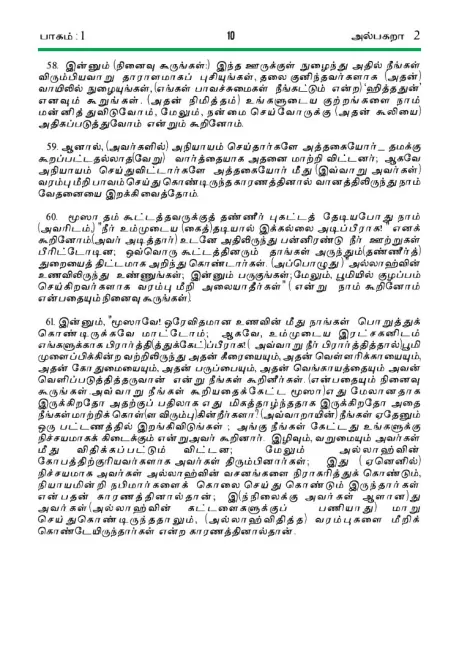 பாகம் : 1 10 அல்பகறா 2
58. இன்னும் (நினைவு கூருங்கள்:) இந்த ஊருக்குள் நுழைந்து அதில் நீங்கள்
விரும்பியவாறு தாராளமாகப் புசியுங்கள், தலை குனிந்தவர்களாக (அதன்)
வாயிலில் நுழையுங்கள், (எங்கள் பாவச்சுமைகள் நீங்கட்டும் என்ற) 'ஹித்ததுன்'
எனவும் கூறுங்கள். (அதன் நிமித்தம்) உங்களுடைய குற்றங்களை நாம்
மன்னித்துவிடுவோம், மேலும், நன்மை செய்வோருக்கு (அதன் கூலியை)
அதிகப்படுத்துவோம் என்றும் கூறினோம்.
59. ஆனால், (அவர்களில்) அநியாயம் செய்தார்களே அத்தகையோர்_ தமக்கு
கூறப்பட்டதல்லாத(வேறு) வார்த்தையாக அதனை மாற்றி விட்டனர்; ஆகவே
அநியாயம் செய்துவிட்டார்களே அத்தகையோர் மீது (இவ்வாறு அவர்கள்)
வரம்பு மீறி பாவம் செய்து கொண்டிருந்தகாரணத்தினால் வானத்திலிருந்து நாம்
வேதனையை இறக்கிவைத்தோம்.
60. மூஸா தம் கூட்டத்தவருக்குத் தண்ணீர் புகட்டத் தேடியபோது நாம்
(அவரிடம்,) "நீர் உம்முடைய (கைத்)தடியால் இக்கல்லை அடிப்பீராக! " எனக்
கூறினோம்(அவர் அடித்தார்) உடனே அதிலிருந்து பன்னிரண்டு நீர் ஊற்றுகள்
பீரிட்டோடின; ஒவ்வொரு கூட்டத்தினரும் தாங்கள் அருந்தும்(தண்ணீர்த்)
துறையைத் திட்டமாக அறிந்து கொண்டார்கள். (அப்பொழுது) "அல்லாஹ்வின்
உணவிலிருந்து உண்ணுங்கள்; இன்னும் பருகுங்கள்; மேலும், பூமியில் குழப்பம்
செய்கிறவர்களாக வரம்பு மீறி அலையாதீர்கள்" ( என்று நாம் கூறினோம்
என்பதையும் நினைவு கூருங்கள்).
61. இன்னும், "மூஸாவே! ஒரேவிதமான உணவின் மீது நாங்கள் பொறுத்துக்
கொண்டிருக்கவே மாட்டோம்; ஆகவே, உம்முடைய இரட்சகனிடம்
எங்களுக்காக பிரார்த்தி(த்துக்கேட்)ப்பீராக!( அவ்வாறு நீர் பிரார்த்தித்தால்)பூமி
முளைப்பிக்கின்றவற்றிலிருந்து அதன் கீரையையும், அதன் வெள்ளரிக்காயையும்,
அதன் கோதுமையையும், அதன் பருப்பையும், அதன் வெங்காயத்தையும் அவன்
வெளிப்படுத்தித்தருவான் என்று நீங்கள் கூறினீர்கள். (என்பதையும் நினைவு
கூருங்கள்.அவ்வாறு நீங்கள் கூறியதைக்கேட்ட மூஸா)எது மேலானதாக
இருக்கிறதோ அதற்குப் பதிலாக எது மிகத்தாழ்ந்ததாக இருக்கிறதோ அதை
நீங்கள்மாற்றிக் கொள்(ள விரும்பு)கின்றீர்களா? (அவ்வாறாயின்) நீங்கள் ஏதேனும்
ஒரு பட்டணத்தில் இறங்கிவிடுங்கள் ; அங்கு நீங்கள் கேட்டது உங்களுக்கு
நிச்சயமாகக் கிடைக்கும் என்று அவர் கூறினார். இழிவும், வறுமையும் அவர்கள்
மீது விதிக்கப்பட்டும் விட்டன; மேலும் அல்லாஹ்வின்
கோபத்திற்குரியவர்களாக அவர்கள் திரும்பினார்கள்; இது ( ஏனெனில்)
நிச்சயமாக அவர்கள் அல்லாஹ்வின் வசனங்களை நிராகரித்துக் கொண்டும்,
நியாயமின்றி நபிமார்களைக் கொலை செய்து கொண்டும் இருந்தார்கள்
என்பதன் காரணத்தினால்தான்; இ(ந்நிலைக்கு அவர்கள் ஆளான)து
அவர்கள்(அல்லாஹ்வின் கட்டளைகளுக்குப் பணியாது) மாறு
செய்துகொண்டிருந்ததாலும், (அல்லாஹ்விதித்த) வரம்புகளை மீறிக்
கொண்டேயிருந்தார்கள் என்ற காரணத்தினால்தான்.